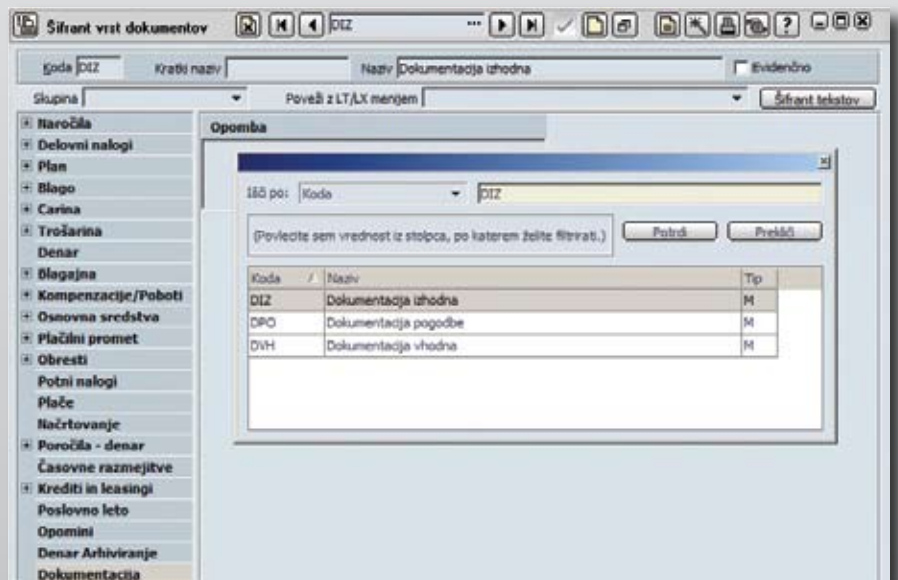 Šifrant vrst dokumentov DIZ ... ?
Koda DIZ Kratki naziv Naziv Dokumentacija izhodna Evidenčno
Skupina Poveži z LT/LX menijem Šifrant tekstov
Naročila
Opomba
Delovni nalogi
Plan
Blago
Carina
Trošarina
Denar
Blagajna
Kompenzacije/Poboti
Osnovna sredstva
Plačilni promet
Obresti
Potni nalogi
Plače
Načrtovanje
Poročila - denar
Časovne razmejitve
Krediti in leasingi
Poslovno leto
Opomini
Denar Arhiviranje
Dokumentacija
Išči po: Koda DIZ
(Povlecite sem vrednost iz stolpca, po katerem želite filtrirati.) Potrdi Prekliči
Koda / Naziv Tip
DIZ Dokumentacija izhodna M
DPO Dokumentacija pogodbe M
DVH Dokumentacija vhodna M